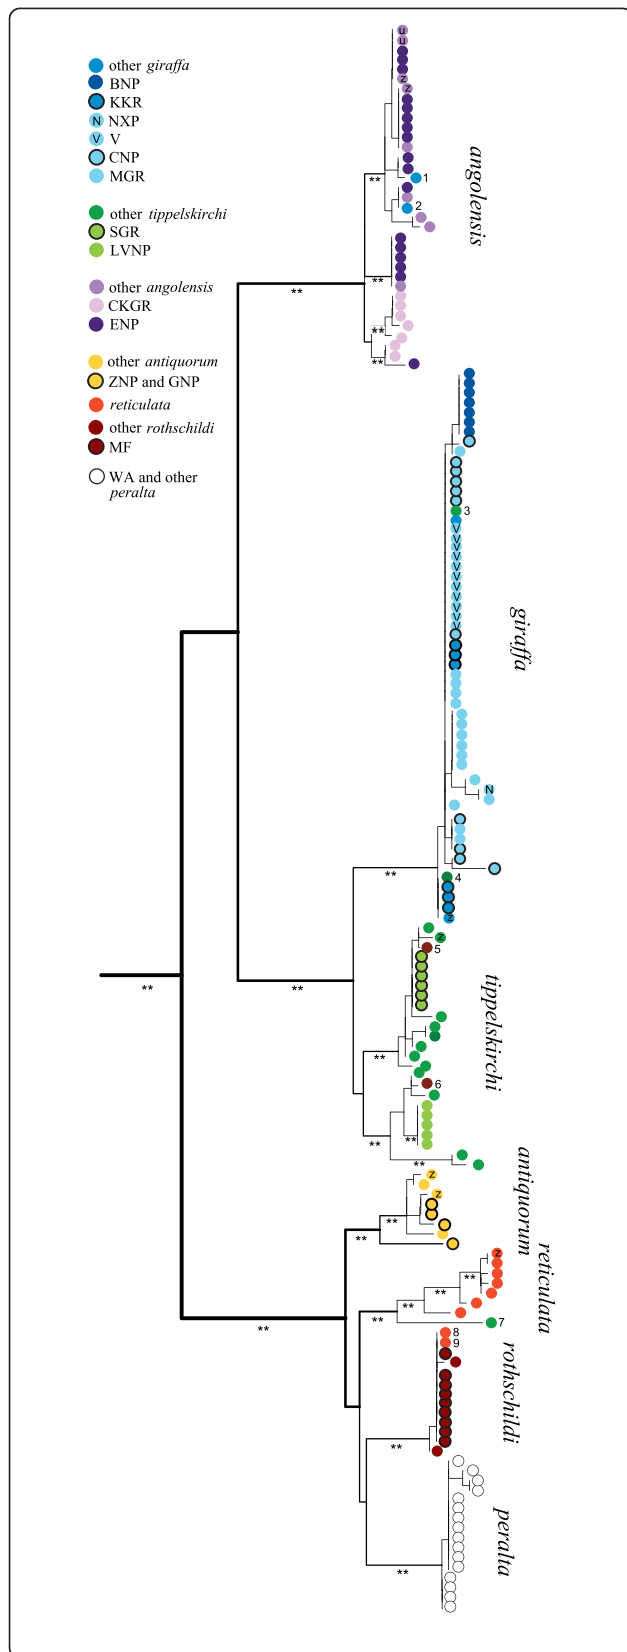 other giraffa
BNP
KKR
N NXP
V V
CNP
MGR
other tippelskirchi
SGR
LVNP
other angolensis
CKGR
ENP
other antiquorum
ZNP and GNP
reticulata
other rothschildi
MF
WA and other
peralta
u
u
z
z
**
1
2
**
**
**
**
angolensis
3
V
V
V
V
V
V
V
V
V
V
V
N
**
4
z
giraffa
**
z
5
**
6
**
**
**
tippelskirchi
**
z
z
**
**
antiquorum
z
**
**
**
**
7
reticulata
**
8
9
**
rothschildi
**
peralta